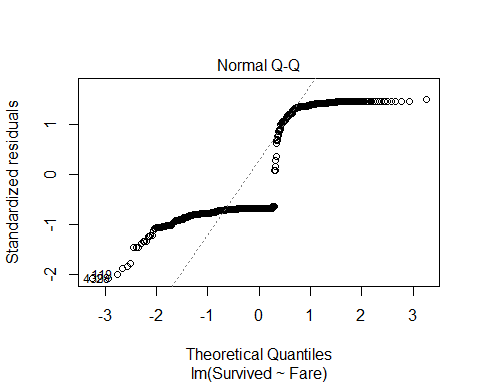 Normal Q-Q
Standardized residuals
1
0
-1
-2
-3
-2
-1
0
1
2
3
Theoretical Quantiles
lm(Survived ~ Fare)